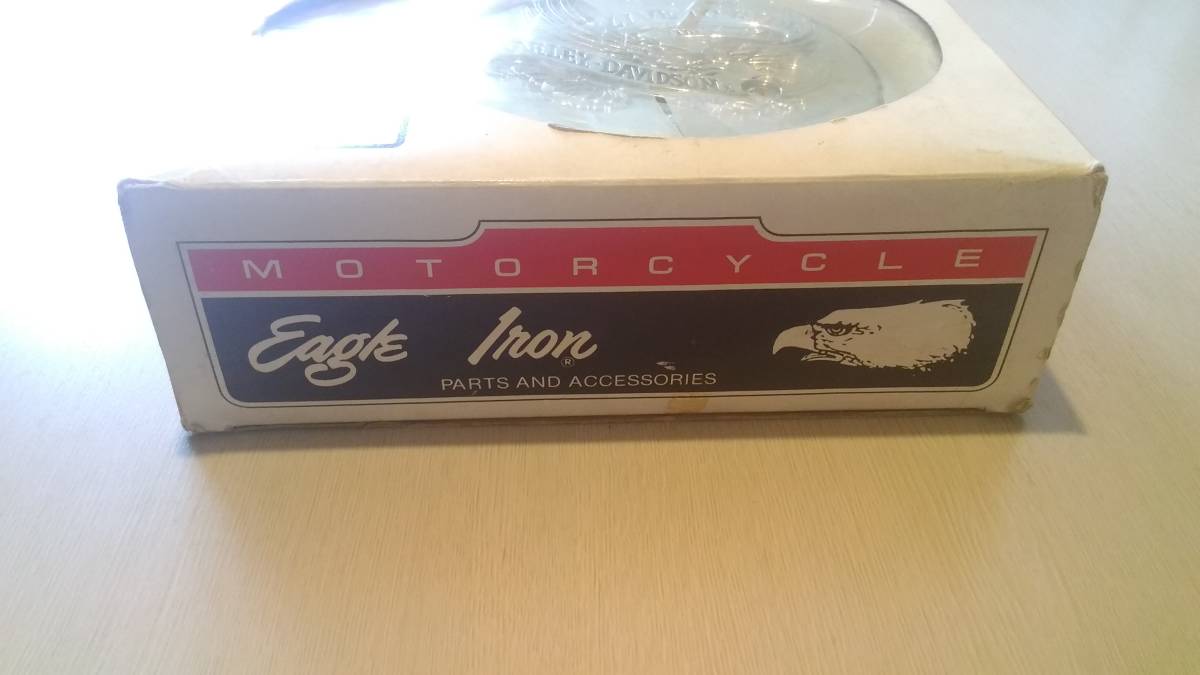 HARLEY-DAVIDSON
MOTORCYCLE
Eagle Iron ®
PARTS AND ACCESSORIES